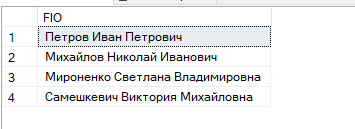 FIO
1 Петров Иван Петрович
2 Михайлов Николай Иванович
3 Мироненко Светлана Владимировна
4 Самешкевич Виктория Михайловна